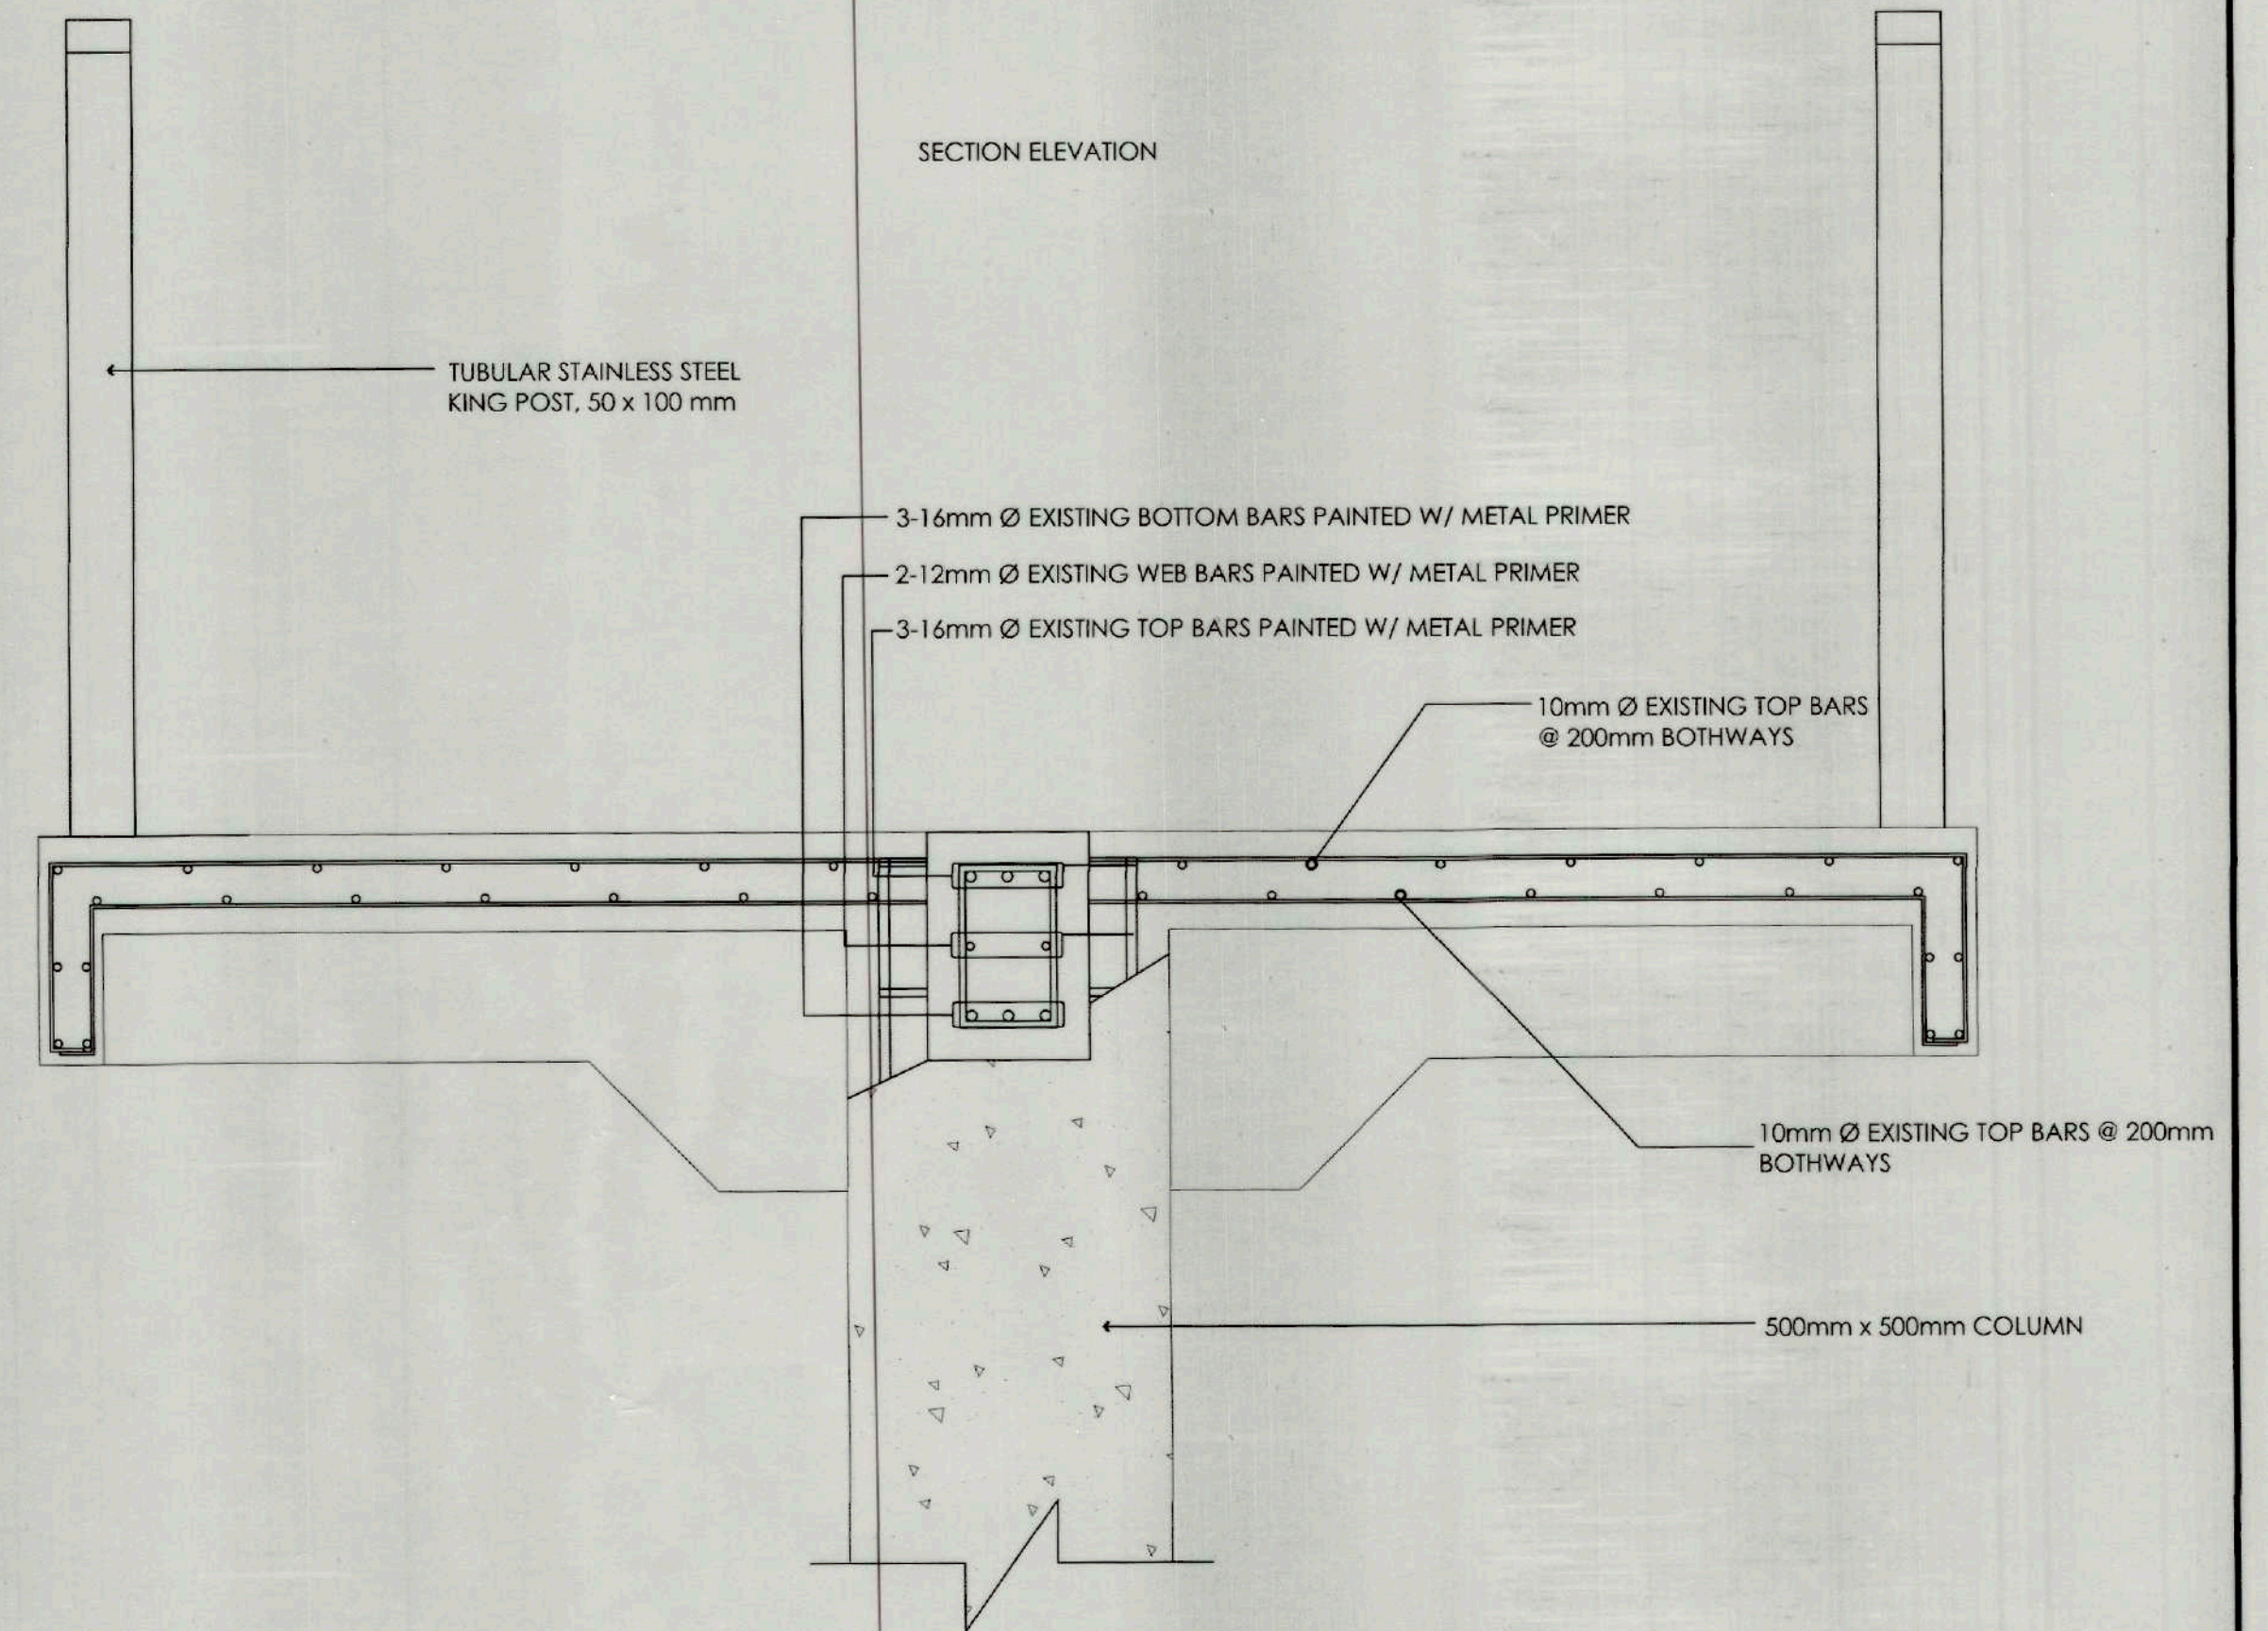 SECTION ELEVATION
TUBULAR STAINLESS STEEL
KING POST, 50 x 100 mm
3-16mm Ø EXISTING BOTTOM BARS PAINTED W/ METAL PRIMER
2-12mm Ø EXISTING WEB BARS PAINTED W/ METAL PRIMER
3-16mm Ø EXISTING TOP BARS PAINTED W/ METAL PRIMER
10mm Ø EXISTING TOP BARS
@ 200mm BOTHWAYS
10mm Ø EXISTING TOP BARS @ 200mm
BOTHWAYS
500mm x 500mm COLUMN